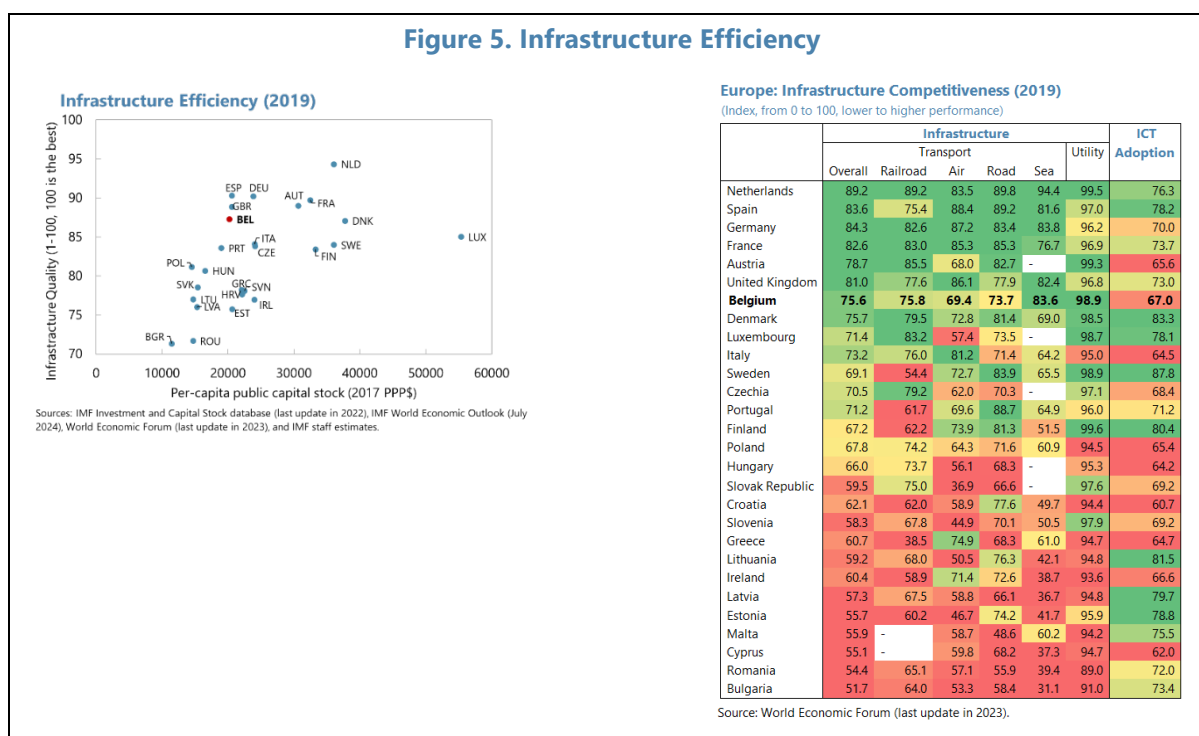 Figure 5. Infrastructure Efficiency
Infrastructure Efficiency (2019)
Infrastracture Quality (1-100, 100 is the best)
100
95
90
85
80
75
70
0
10000
20000
30000
40000
50000
60000
NLD
ESP
DEU
AUT
FRA
GBR
BEL
DNK
LUX
ITA
CZE
PRT
SWE
FIN
POL
HUN
SVK
GRC
SVN
HRV
LTU
LVA
EST
IRL
BGR
ROU
Per-capita public capital stock (2017 PPP$)
Sources: IMF Investment and Capital Stock database (last update in 2022), IMF World Economic Outlook (July
2024), World Economic Forum (last update in 2023), and IMF staff estimates.
Europe: Infrastructure Competitiveness (2019)
(Index, from 0 to 100, lower to higher performance)
Infrastructure ICT
Transport Utility Adoption
Overall Railroad Air Road Sea
Netherlands 89.2 89.2 83.5 89.8 94.4 99.5 76.3
Spain 83.6 75.4 88.4 89.2 81.6 97.0 78.2
Germany 84.3 82.6 87.2 83.4 83.8 96.2 70.0
France 82.6 83.0 85.3 85.3 76.7 96.9 73.7
Austria 78.7 85.5 68.0 82.7 - 99.3 65.6
United Kingdom 81.0 77.6 86.1 77.9 82.4 96.8 73.0
Belgium 75.6 75.8 69.4 73.7 83.6 98.9 67.0
Denmark 75.7 79.5 72.8 81.4 69.0 98.5 83.3
Luxembourg 71.4 83.2 57.4 73.5 - 98.7 78.1
Italy 73.2 76.0 81.2 71.4 64.2 95.0 64.5
Sweden 69.1 54.4 72.7 83.9 65.5 98.9 87.8
Czechia 70.5 79.2 62.0 70.3 - 97.1 68.4
Portugal 71.2 61.7 69.6 88.7 64.9 96.0 71.2
Finland 67.2 62.2 73.9 81.3 51.5 99.6 80.4
Poland 67.8 74.2 64.3 71.6 60.9 94.5 65.4
Hungary 66.0 73.7 56.1 68.3 - 95.3 64.2
Slovak Republic 59.5 75.0 36.9 66.6 - 97.6 69.2
Croatia 62.1 62.0 58.9 77.6 49.7 94.4 60.7
Slovenia 58.3 67.8 44.9 70.1 50.5 97.9 69.2
Greece 60.7 38.5 74.9 68.3 61.0 94.7 64.7
Lithuania 59.2 68.0 50.5 76.3 42.1 94.8 81.5
Ireland 60.4 58.9 71.4 72.6 38.7 93.6 66.6
Latvia 57.3 67.5 58.8 66.1 36.7 94.8 79.7
Estonia 55.7 60.2 46.7 74.2 41.7 95.9 78.8
Malta 55.9 - 58.7 48.6 60.2 94.2 75.5
Cyprus 55.1 - 59.8 68.2 37.3 94.7 62.0
Romania 54.4 65.1 57.1 55.9 39.4 89.0 72.0
Bulgaria 51.7 64.0 53.3 58.4 31.1 91.0 73.4
Source: World Economic Forum (last update in 2023).